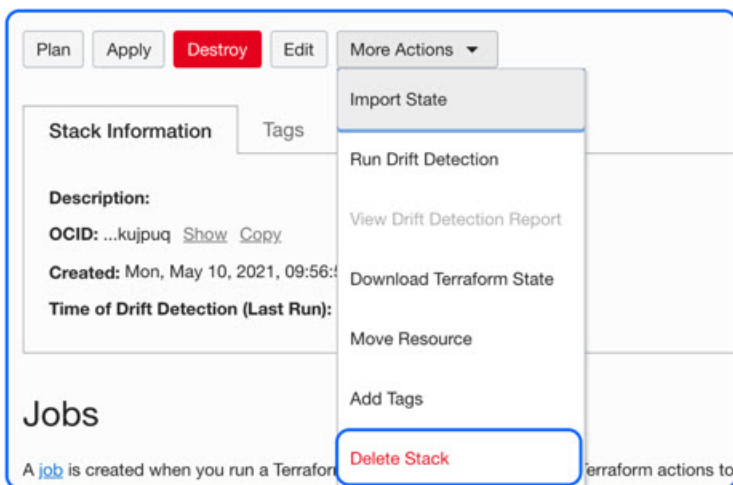 Plan Apply Destroy Edit More Actions
Import State
Stack Information Tags
Run Drift Detection
Description:
View Drift Detection Report
OCID: ...kujpuq Show Copy
Created: Mon, May 10, 2021, 09:56:
Download Terraform State
Time of Drift Detection (Last Run):
Move Resource
Add Tags
Jobs
Delete Stack
A job is created when you run a Terraform actions to